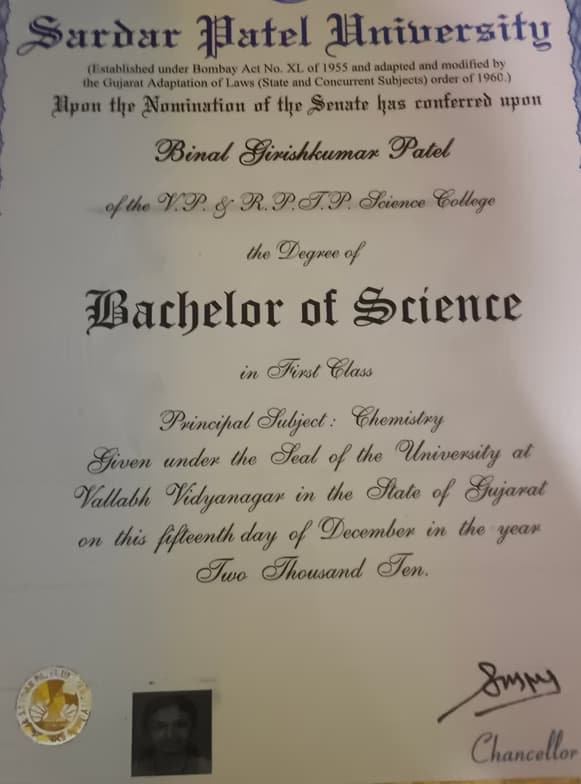 Sardar Patel University
(Established under Bombay Act No. XL of 1955 and adapted and modified by
the Gujarat Adaptation of Laws (State and Concurrent Subjects) order of 1960.)
Upon the Nomination of the Senate has conferred upon
Binal Girishkumar Patel
of the V.P. & R.P.T.P. Science College
the Degree of
Bachelor of Science
in First Class
Principal Subject : Chemistry
Given under the Seal of the University at
Vallabh Vidyanagar in the State of Gujarat
on this fifteenth day of December in the year
Two Thousand Ten.
Chancellor